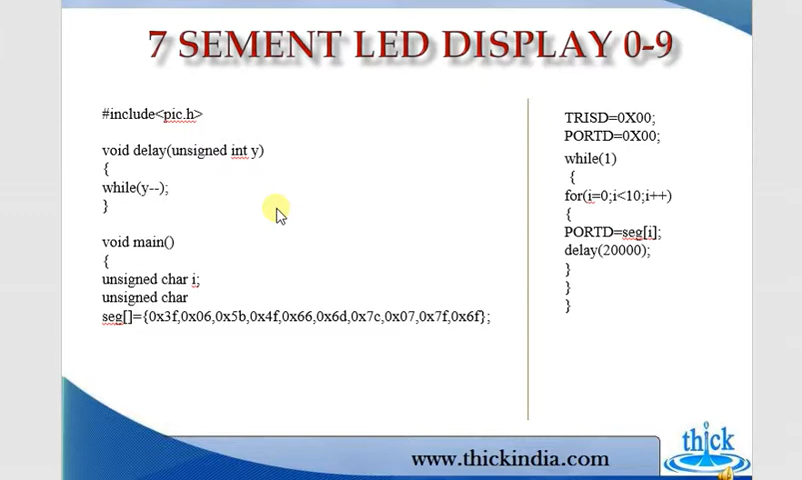 7 SEMENT LED DISPLAY 0-9
#include<pic.h>
void delay(unsigned int y)
{
while(y--);
}
void main()
{
unsigned char i;
unsigned char
seg[]={0x3f,0x06,0x5b,0x4f,0x66,0x6d,0x7c,0x07,0x7f,0x6f};
TRISD=0X00;
PORTD=0X00;
while(1)
{
for(i=0;i<10;i++)
{
PORTD=seg[i];
delay(20000);
}
}
}
www.thickindia.com
thick